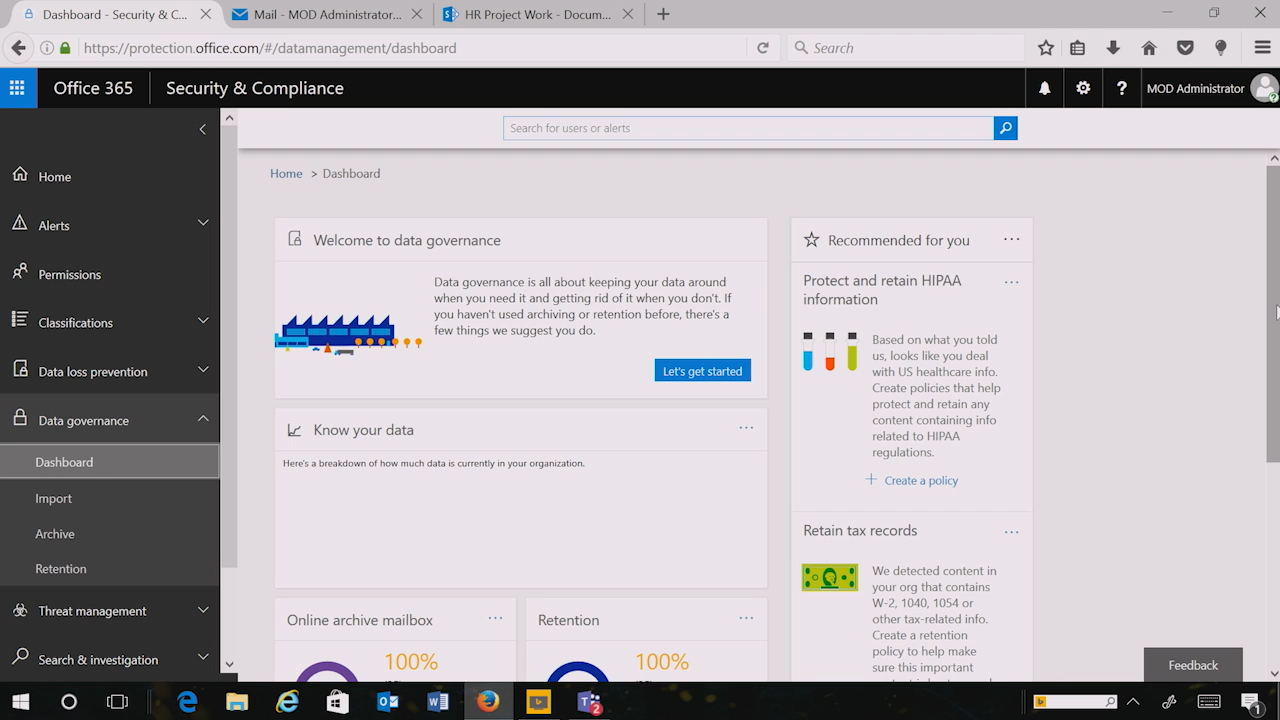 Dashboard - Security & C...
Mail - MOD Administrator...
HR Project Work - Docum...
https://protection.office.com/#/datamanagement/dashboard
Search
Office 365
Security & Compliance
?
MOD Administrator
Search for users or alerts
Home
Alerts
Permissions
Classifications
Data loss prevention
Data governance
Dashboard
Import
Archive
Retention
Threat management
Search & investigation
Home > Dashboard
Welcome to data governance
Data governance is all about keeping your data around
when you need it and getting rid of it when you don't. If
you haven't used archiving or retention before, there's a
few things we suggest you do.
Let's get started
Know your data
Here's a breakdown of how much data is currently in your organization.
Online archive mailbox
100%
Retention
100%
Recommended for you
Protect and retain HIPAA
information
Based on what you told
us, looks like you deal
with US healthcare info.
Create policies that help
protect and retain any
content containing info
related to HIPAA
regulations.
+ Create a policy
Retain tax records
We detected content in
your org that contains
W-2, 1040, 1054 or
other tax-related info.
Create a retention
policy to help make
sure this important
Feedback
2
1